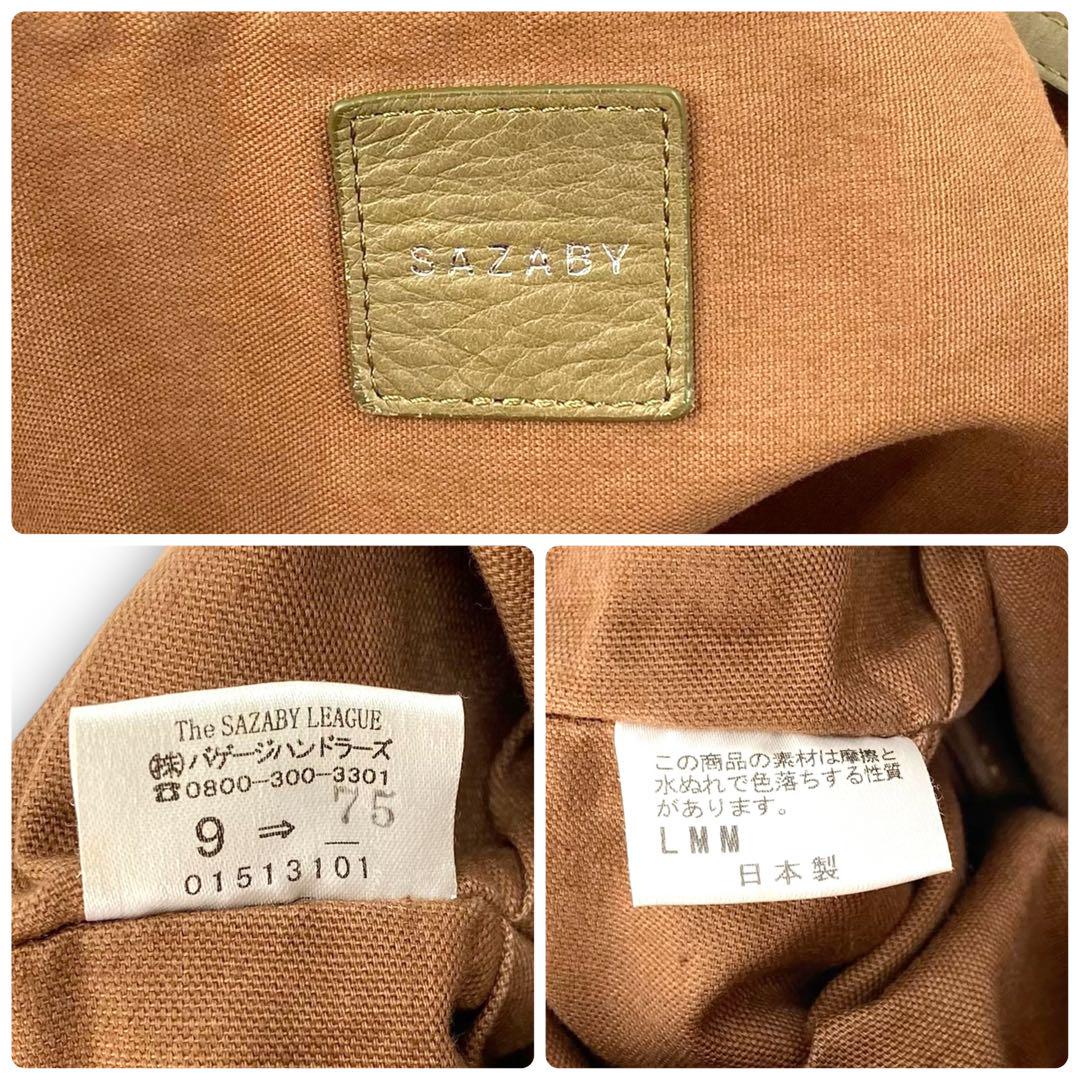 SAZABY
The SAZABY LEAGUE
㈱バゲージハンドラーズ
☎0800-300-3301
9⇒75
01513101
この商品の素材は摩擦と
水ぬれで色落ちする性質
があります。
LMM
日本製